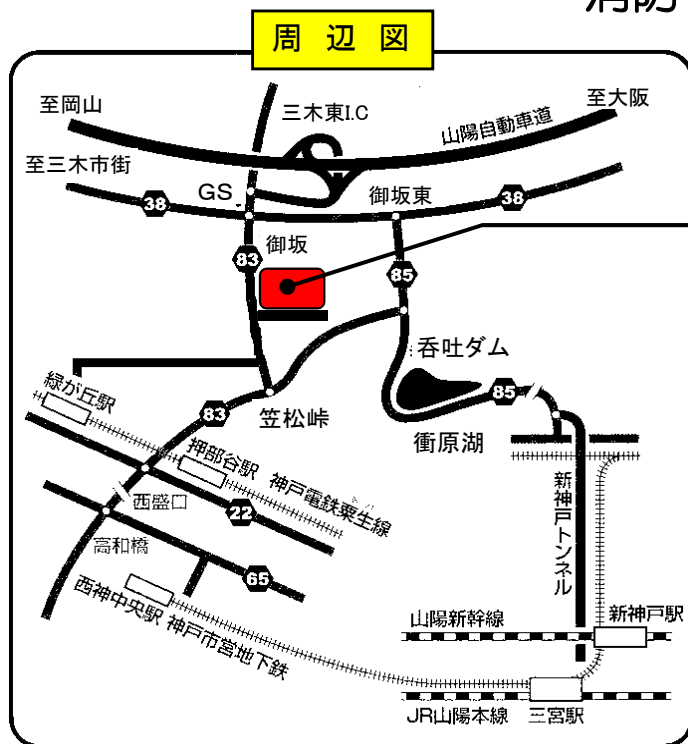 消防
周辺図
至岡山
三木東I.C
至大阪
山陽自動車道
至三木市街
GS
御坂東
38
38
御坂
83
85
呑吐ダム
緑が丘駅
83
笠松峠
85
衝原湖
押部谷駅
神戸電鉄粟生線
西盛口
22
新神戸トンネル
高和橋
65
西神中央駅
神戸市営地下鉄
山陽新幹線
新神戸駅
JR山陽本線
三宮駅